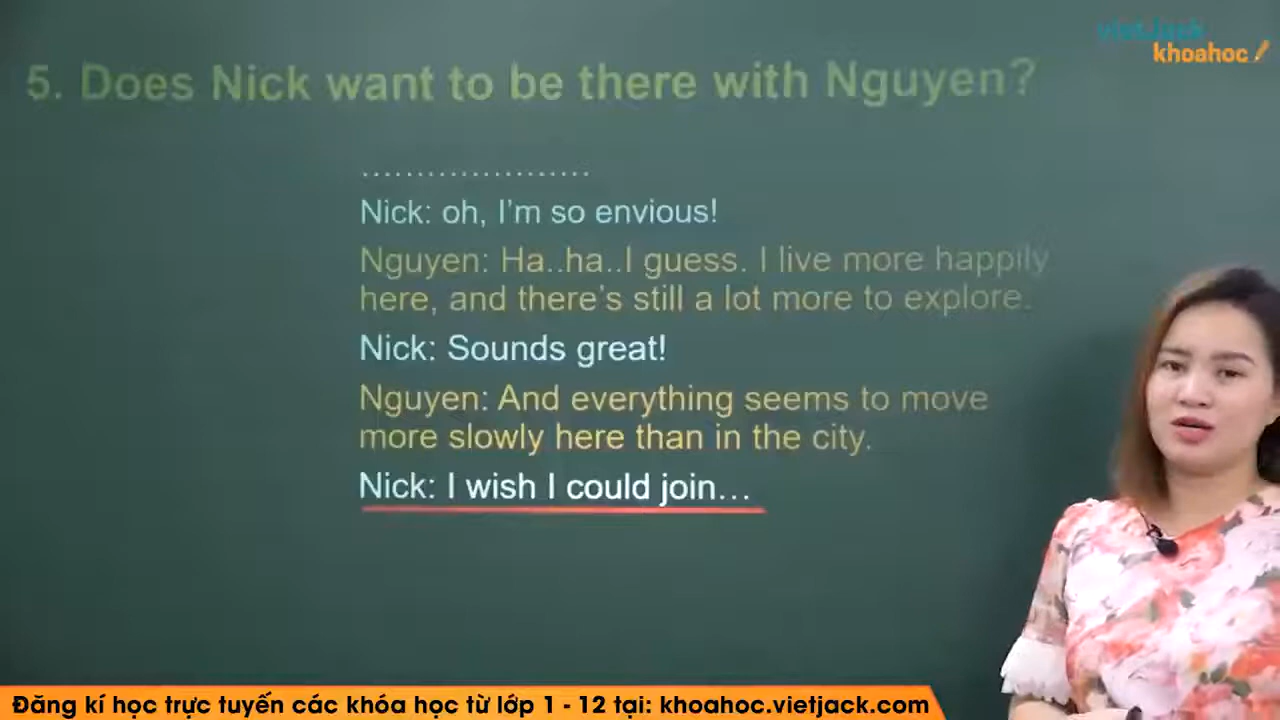 vietjack
khoahoc
5. Does Nick want to be there with Nguyen?
.....................
Nick: oh, I'm so envious!
Nguyen: Ha..ha..I guess. I live more happily
here, and there's still a lot more to explore.
Nick: Sounds great!
Nguyen: And everything seems to move
more slowly here than in the city.
Nick: I wish I could join…
Đăng kí học trực tuyến các khóa học từ lớp 1 - 12 tại: khoahoc.vietjack.com